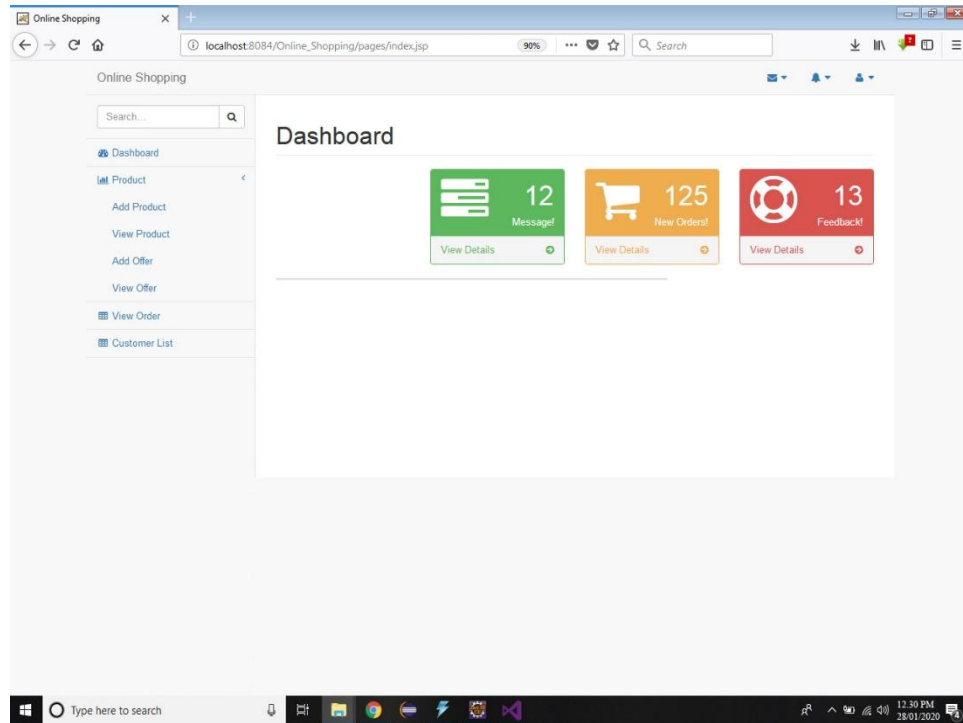 Online Shopping
localhost:8084/Online_Shopping/pages/index.jsp
90%
Search
Online Shopping
Search...
Dashboard
Product
Add Product
View Product
Add Offer
View Offer
View Order
Customer List
Dashboard
12
Message!
View Details
125
New Orders!
View Details
13
Feedback!
View Details
Type here to search
12.30 PM
28/01/2020